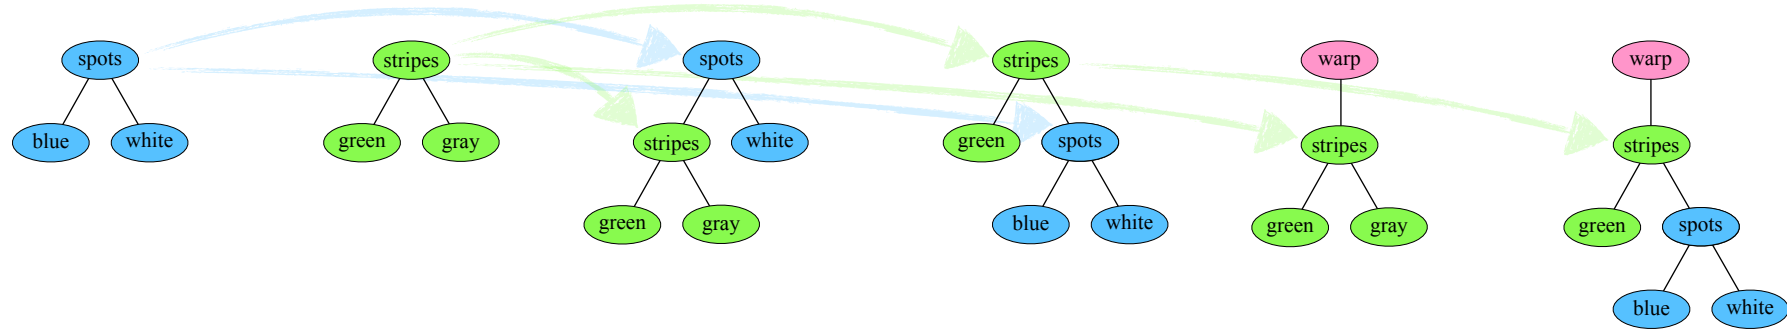 spots stripes spots stripes warp warp
blue white green gray stripes white green spots stripes stripes
green gray blue white green gray green spots
blue white